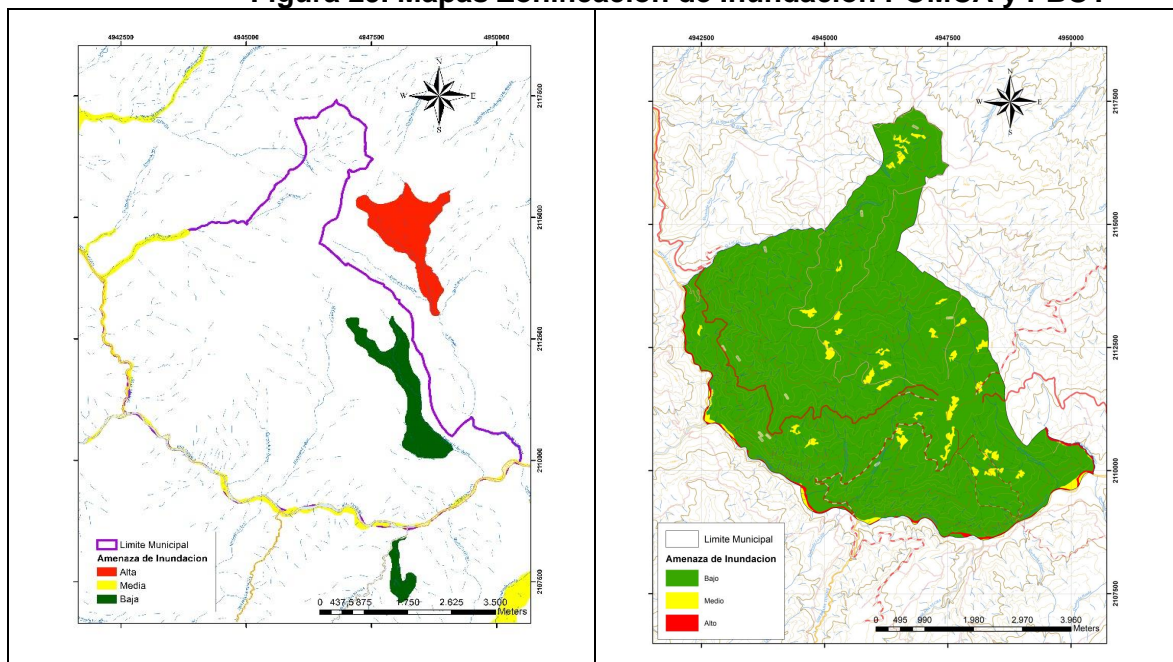 Figura 25. Mapas Zonificación de Inundación POMCA y PBOT
4942500 4945000 4947500 4950000
2117500
2115000
2112500
2110000
2107500
N
W E
S
Limite Municipal
Amenaza de Inundacion
Alta
Media
Baja
0 437,5 875 1.750 2.625 3.500
Meters
4942500 4945000 4947500 4950000
2117500
2115000
2112500
2110000
2107500
N
W E
S
Limite Municipal
Amenaza de Inundacion
Bajo
Medio
Alto
0 495 990 1.980 2.970 3.960
Meters